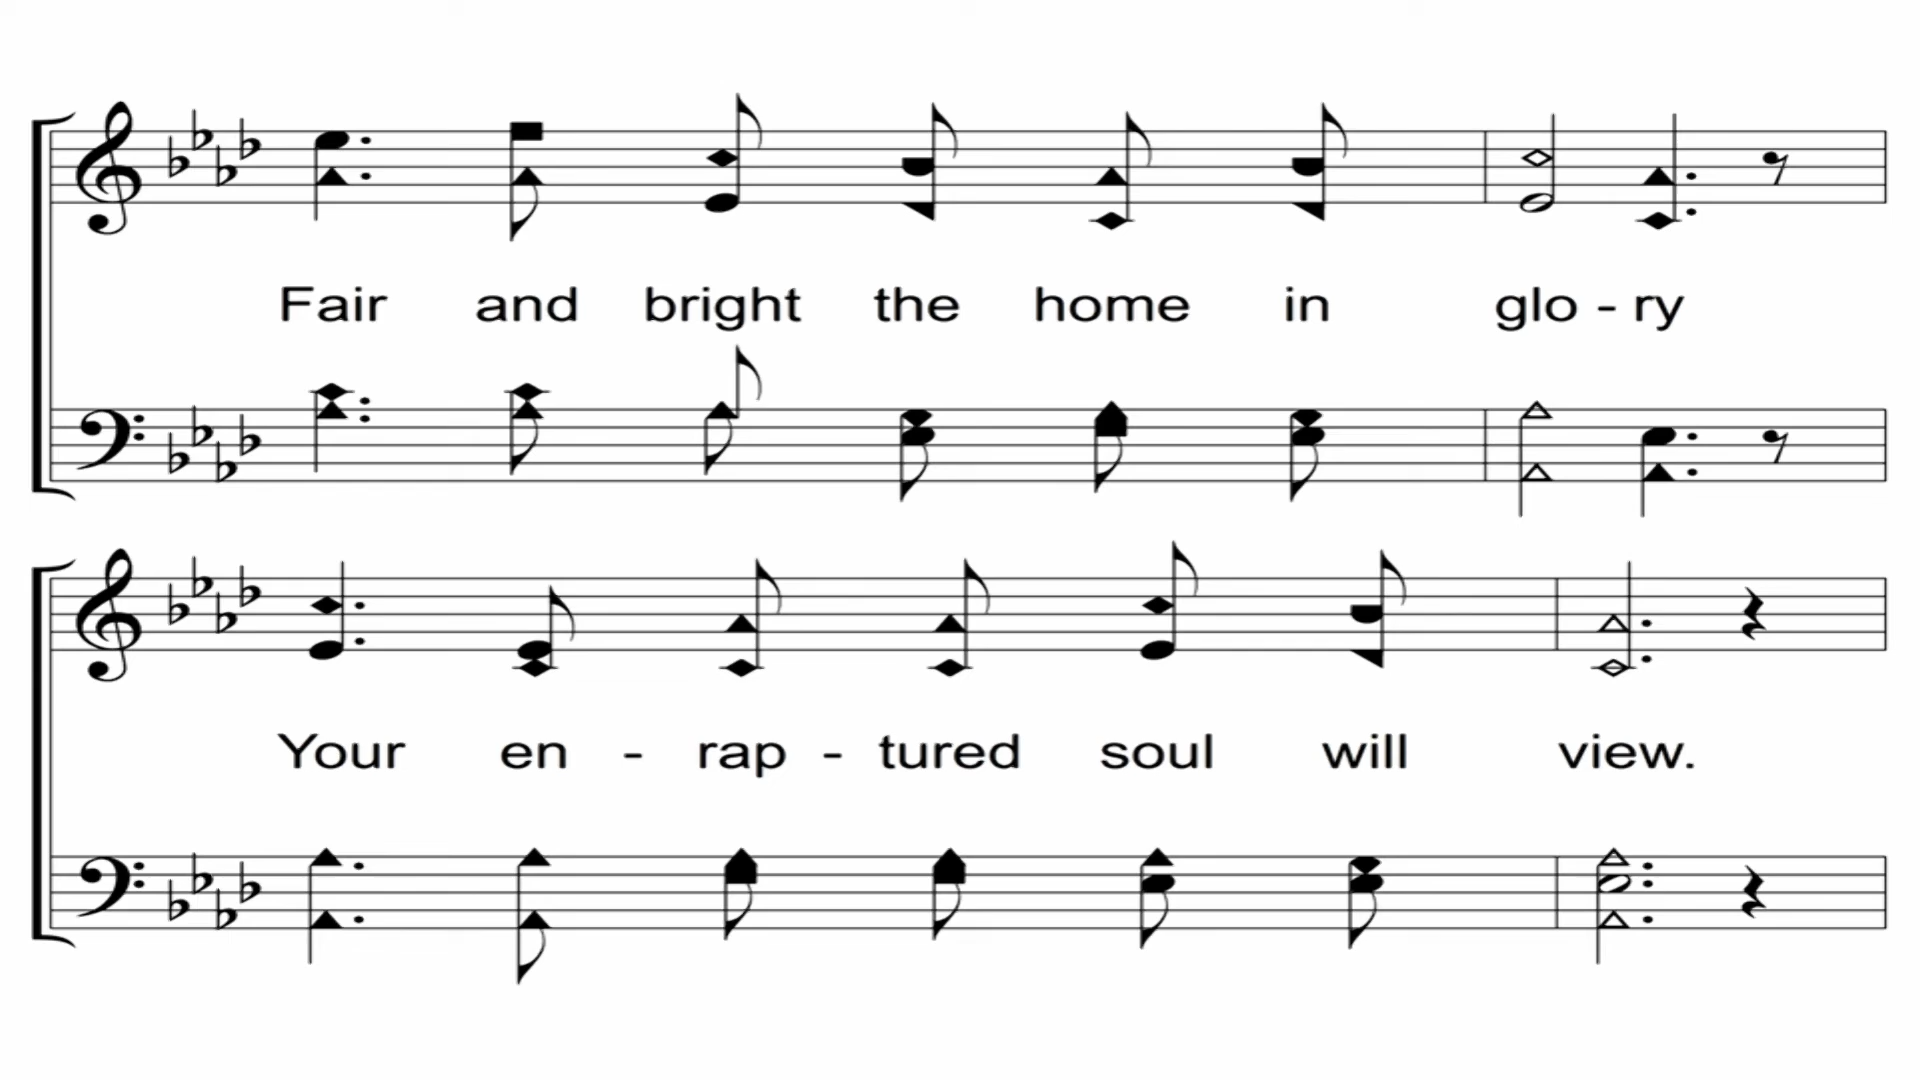 Fair and bright the home in glo - ry
Your en - rap - tured soul will view.